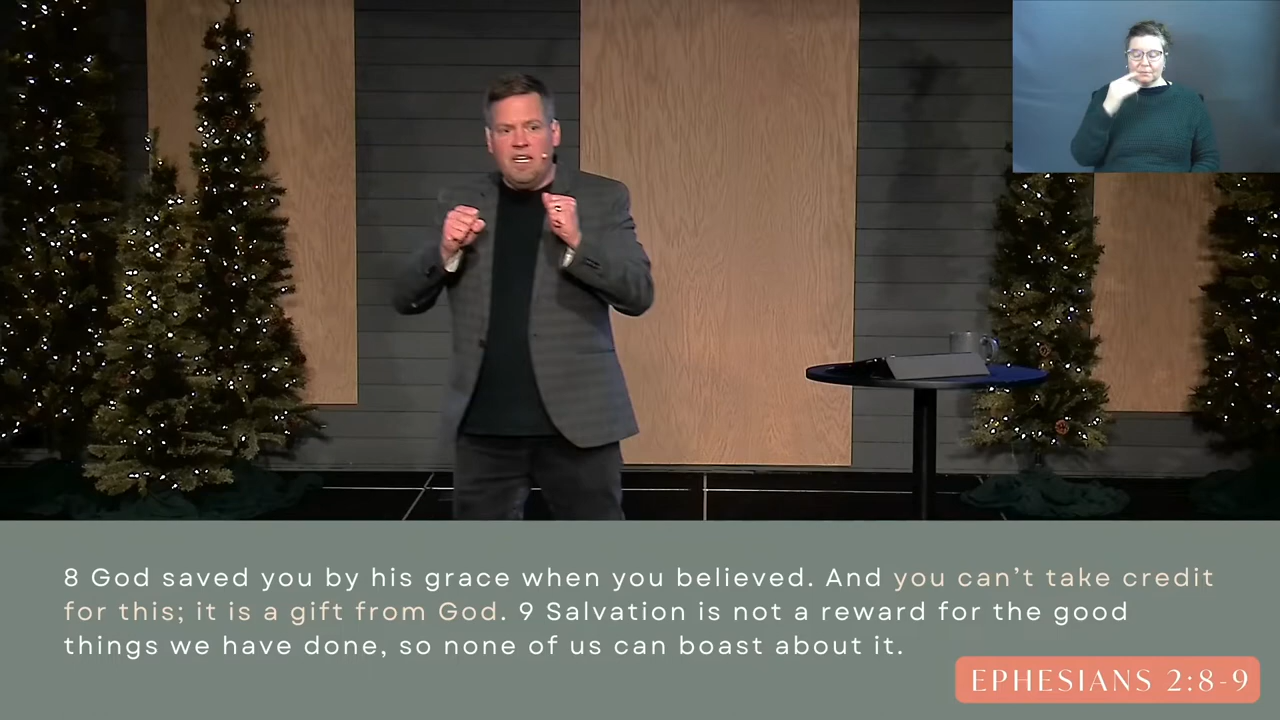 8 God saved you by his grace when you believed. And you can’t take credit
for this; it is a gift from God. 9 Salvation is not a reward for the good
things we have done, so none of us can boast about it.
EPHESIANS 2:8-9